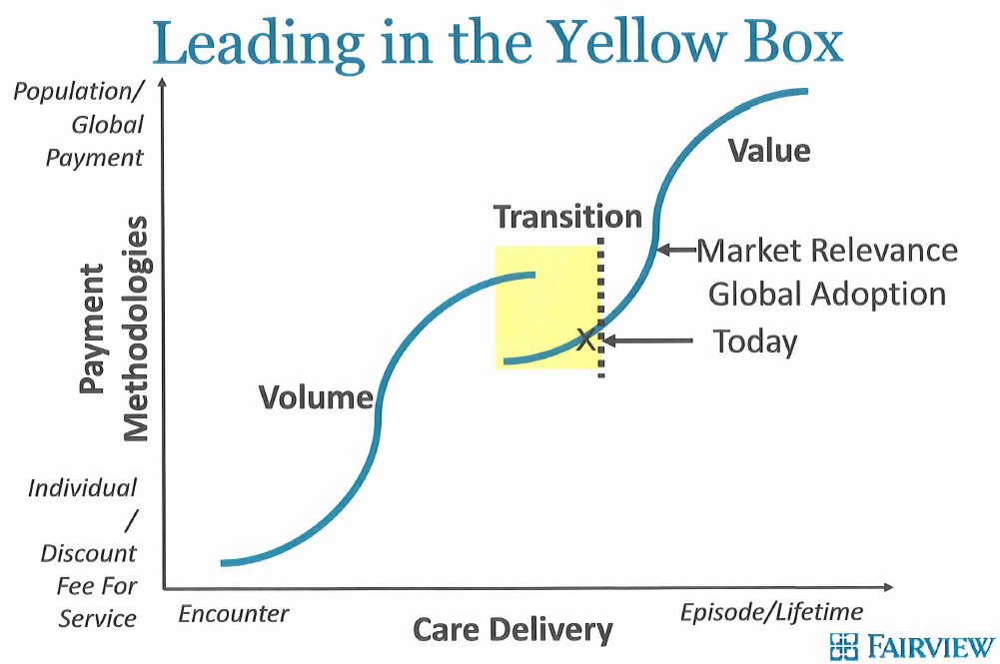 Leading in the Yellow Box
Population/
Global
Payment
Payment
Methodologies
Individual
/
Discount
Fee For
Service
Volume
Transition
X
Value
Market Relevance
Global Adoption
Today
Encounter
Care Delivery
Episode/Lifetime
FAIRVIEW